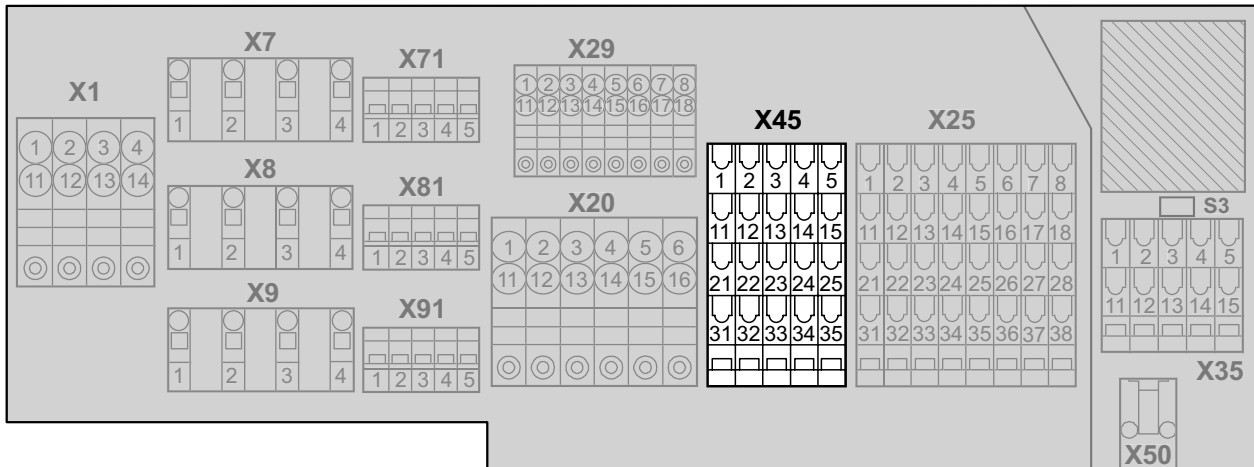 X1
1 2 3 4
11 12 13 14
X7
1 2 3 4
X8
1 2 3 4
X9
1 2 3 4
X71
1 2 3 4 5
X81
1 2 3 4 5
X91
1 2 3 4 5
X29
1 2 3 4 5 6 7 8
11 12 13 14 15 16 17 18
X20
1 2 3 4 5 6
11 12 13 14 15 16
X45
1 2 3 4 5
11 12 13 14 15
21 22 23 24 25
31 32 33 34 35
X25
1 2 3 4 5 6 7 8
11 12 13 14 15 16 17 18
21 22 23 24 25 26 27 28
31 32 33 34 35 36 37 38
S3
1 2 3 4 5
11 12 13 14 15
X35
X50